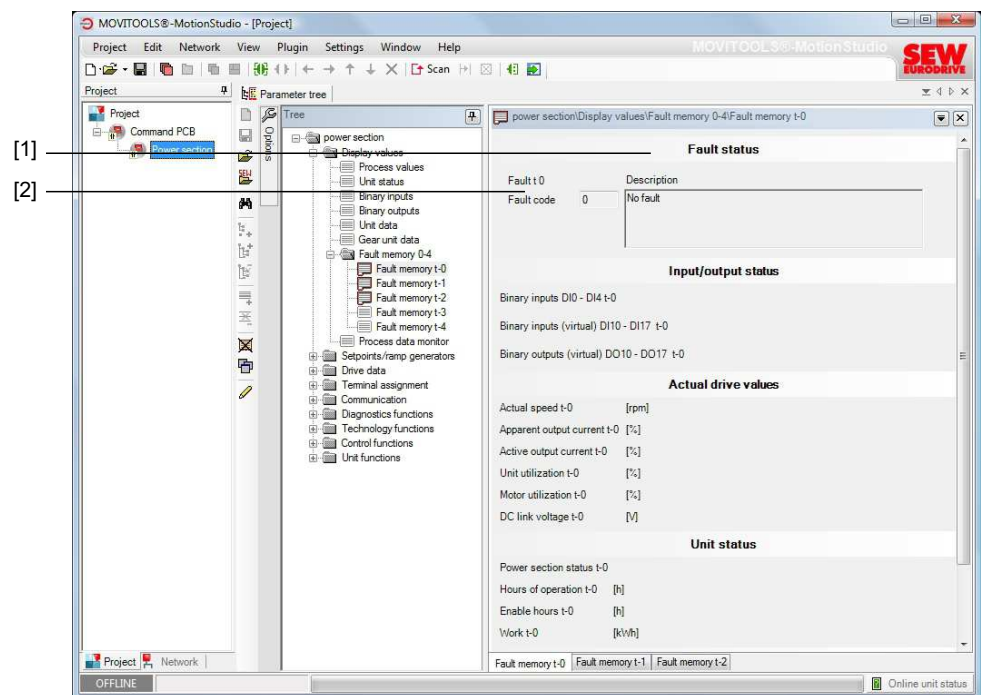 MOVITOOLS®-MotionStudio - [Project]
Project Edit Network View Plugin Settings Window Help
MOVITOOLS®-MotionStudio
SEW
EURODRIVE
Scan
Project
Parameter tree
Project
Command PCB
Power section
Options
SEW
Tree
power section
Display values
Process values
Unit status
Binary inputs
Binary outputs
Unit data
Gear unit data
Fault memory 0-4
Fault memory t-0
Fault memory t-1
Fault memory t-2
Fault memory t-3
Fault memory t-4
Process data monitor
Setpoints/ramp generators
Drive data
Terminal assignment
Communication
Diagnostics functions
Technology functions
Control functions
Unit functions
power section\Display values\Fault memory 0-4\Fault memory t-0
[1]
Fault status
[2]
Fault t 0 Description
Fault code 0 No fault
Input/output status
Binary inputs DI0 - DI4 t-0
Binary inputs (virtual) DI10 - DI17 t-0
Binary outputs (virtual) DO10 - DO17 t-0
Actual drive values
Actual speed t-0 [rpm]
Apparent output current t-0 [%]
Active output current t-0 [%]
Unit utilization t-0 [%]
Motor utilization t-0 [%]
DC link voltage t-0 [V]
Unit status
Power section status t-0
Hours of operation t-0 [h]
Enable hours t-0 [h]
Work t-0 [kWh]
Project Network
Fault memory t-0 Fault memory t-1 Fault memory t-2
OFFLINE
Online unit status